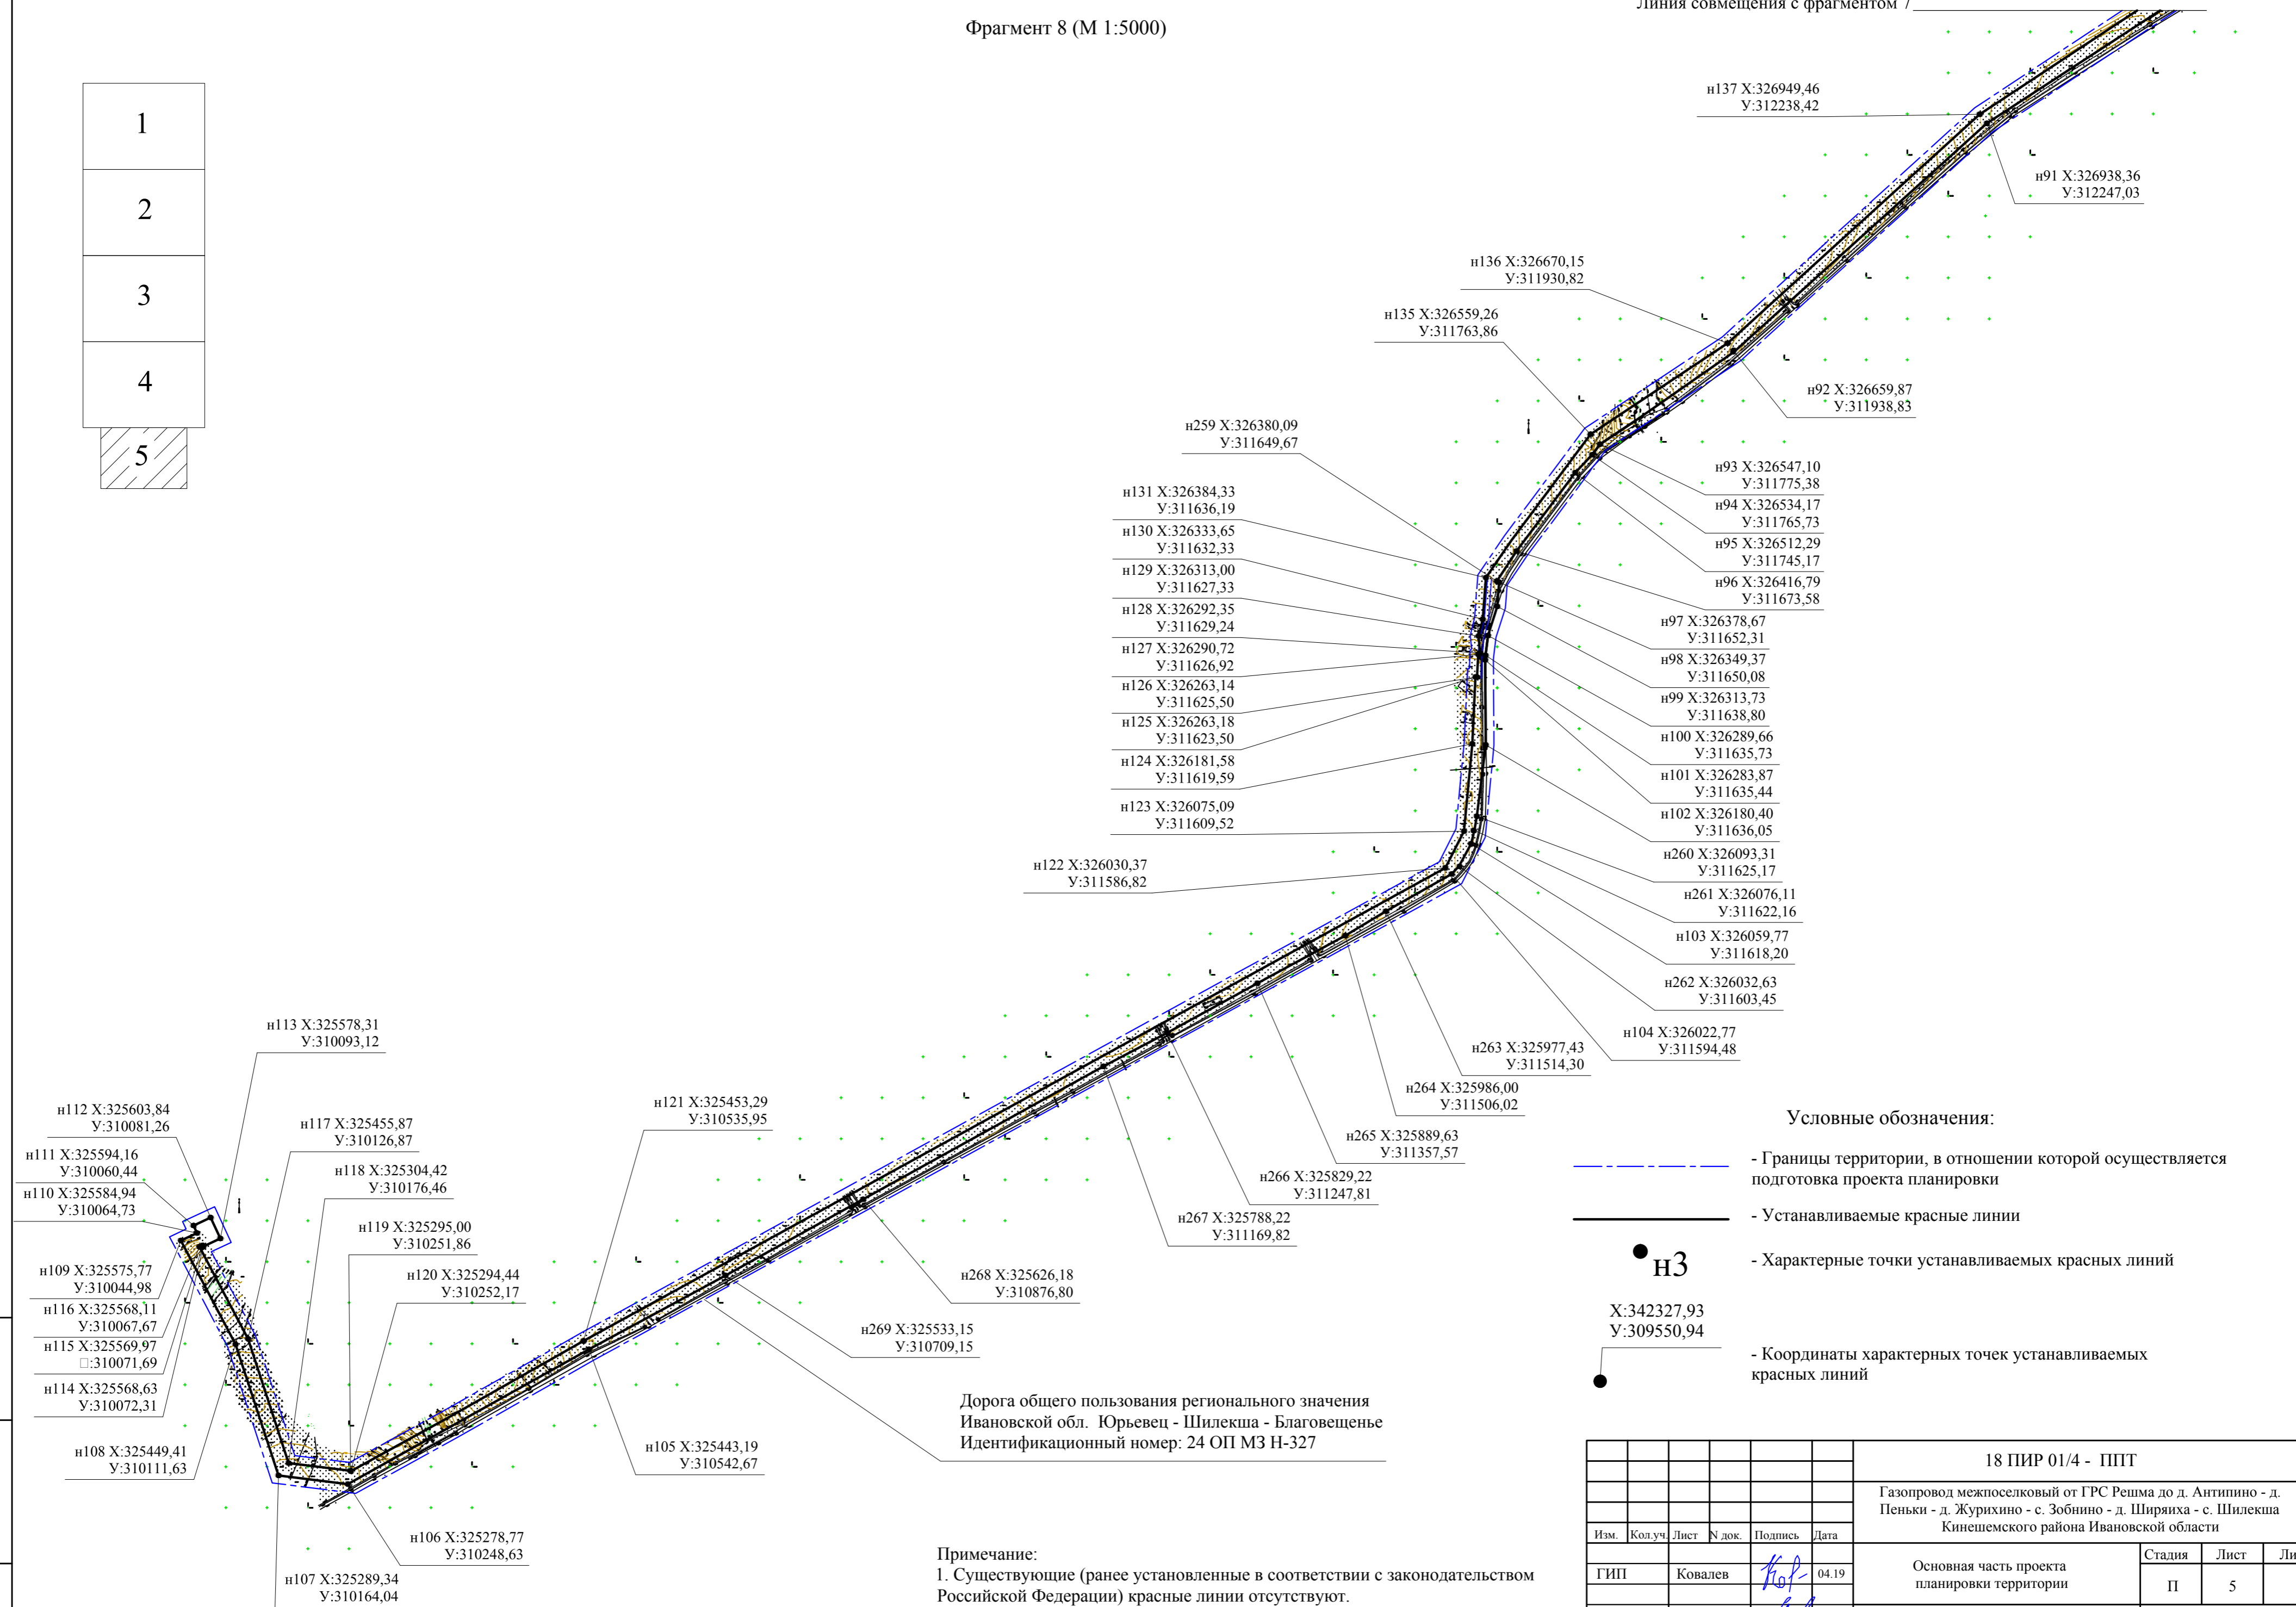 Линия совмещения с фрагментом 7
Фрагмент 8 (М 1:5000)
1
2
3
4
5
н137 X:326949,46
У:312238,42
н91 X:326938,36
У:312247,03
н136 X:326670,15
У:311930,82
н135 X:326559,26
У:311763,86
н92 X:326659,87
У:311938,83
н259 X:326380,09
У:311649,67
н131 X:326384,33
У:311636,19
н130 X:326333,65
У:311632,33
н129 X:326313,00
У:311627,33
н128 X:326292,35
У:311629,24
н127 X:326290,72
У:311626,92
н126 X:326263,14
У:311625,50
н125 X:326263,18
У:311623,50
н124 X:326181,58
У:311619,59
н123 X:326075,09
У:311609,52
н122 X:326030,37
У:311586,82
н93 X:326547,10
У:311775,38
н94 X:326534,17
У:311765,73
н95 X:326512,29
У:311745,17
н96 X:326416,79
У:311673,58
н97 X:326378,67
У:311652,31
н98 X:326349,37
У:311650,08
н99 X:326313,73
У:311638,80
н100 X:326289,66
У:311635,73
н101 X:326283,87
У:311635,44
н102 X:326180,40
У:311636,05
н260 X:326093,31
У:311625,17
н261 X:326076,11
У:311622,16
н103 X:326059,77
У:311618,20
н262 X:326032,63
У:311603,45
н104 X:326022,77
У:311594,48
н263 X:325977,43
У:311514,30
н264 X:325986,00
У:311506,02
н265 X:325889,63
У:311357,57
н266 X:325829,22
У:311247,81
н267 X:325788,22
У:311169,82
н268 X:325626,18
У:310876,80
н269 X:325533,15
У:310709,15
н113 X:325578,31
У:310093,12
н112 X:325603,84
У:310081,26
н111 X:325594,16
У:310060,44
н110 X:325584,94
У:310064,73
н117 X:325455,87
У:310126,87
н118 X:325304,42
У:310176,46
н119 X:325295,00
У:310251,86
н120 X:325294,44
У:310252,17
н121 X:325453,29
У:310535,95
н109 X:325575,77
У:310044,98
н116 X:325568,11
У:310067,67
н115 X:325569,97
□:310071,69
н114 X:325568,63
У:310072,31
н108 X:325449,41
У:310111,63
н105 X:325443,19
У:310542,67
н106 X:325278,77
У:310248,63
н107 X:325289,34
У:310164,04
Дорога общего пользования регионального значения
Ивановской обл. Юрьевец - Шилекша - Благовещенье
Идентификационный номер: 24 ОП МЗ Н-327
Примечание:
1. Существующие (ранее установленные в соответствии с законодательством
Российской Федерации) красные линии отсутствуют.
Условные обозначения:
- Границы территории, в отношении которой осуществляется
подготовка проекта планировки
- Устанавливаемые красные линии
н3
- Характерные точки устанавливаемых красных линий
X:342327,93
У:309550,94
- Координаты характерных точек устанавливаемых
красных линий
18 ПИР 01/4 - ППТ
Газопровод межпоселковый от ГРС Решма до д. Антипино - д.
Пеньки - д. Журихино - с. Зобнино - д. Ширяиха - с. Шилекша
Кинешемского района Ивановской области
Изм. Кол.уч. Лист N док. Подпись Дата
ГИП Ковалев 04.19
Основная часть проекта
планировки территории
Стадия Лист
П 5